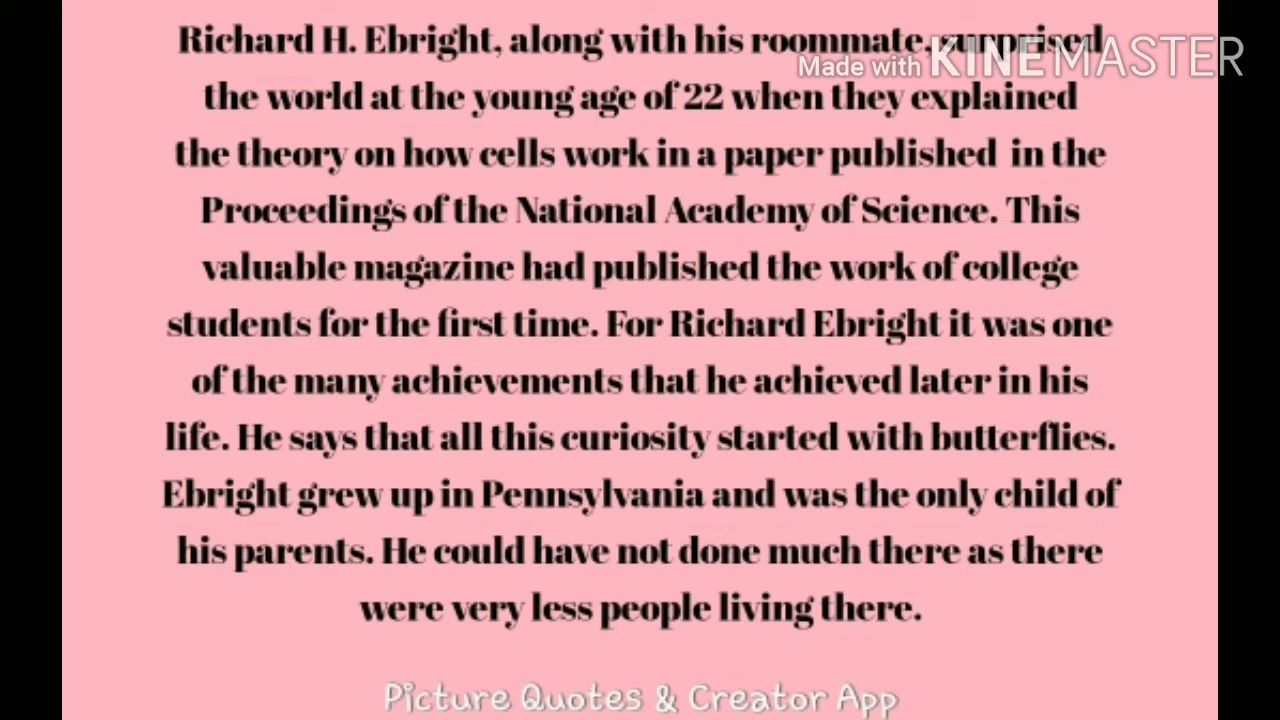 Richard H. Ebright, along with his roommate, surprised
Made with KINEMASTER
the world at the young age of 22 when they explained
the theory on how cells work in a paper published in the
Proceedings of the National Academy of Science. This
valuable magazine had published the work of college
students for the first time. For Richard Ebright it was one
of the many achievements that he achieved later in his
life. He says that all this curiosity started with butterflies.
Ebright grew up in Pennsylvania and was the only child of
his parents. He could have not done much there as there
were very less people living there.
Picture Quotes & Creator App